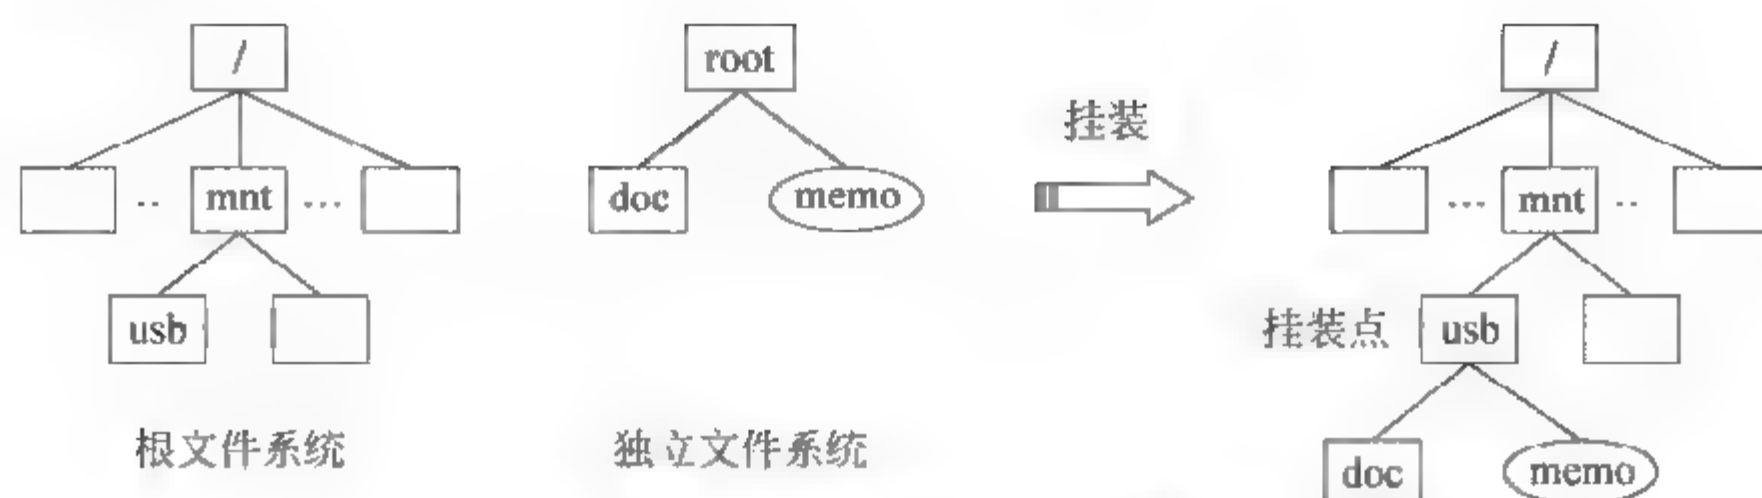 /
root
/
挂装
doc
memo
‥
mnt
…
…
mnt
‥
usb
挂装点
usb
根文件系统
独立文件系统
doc
memo